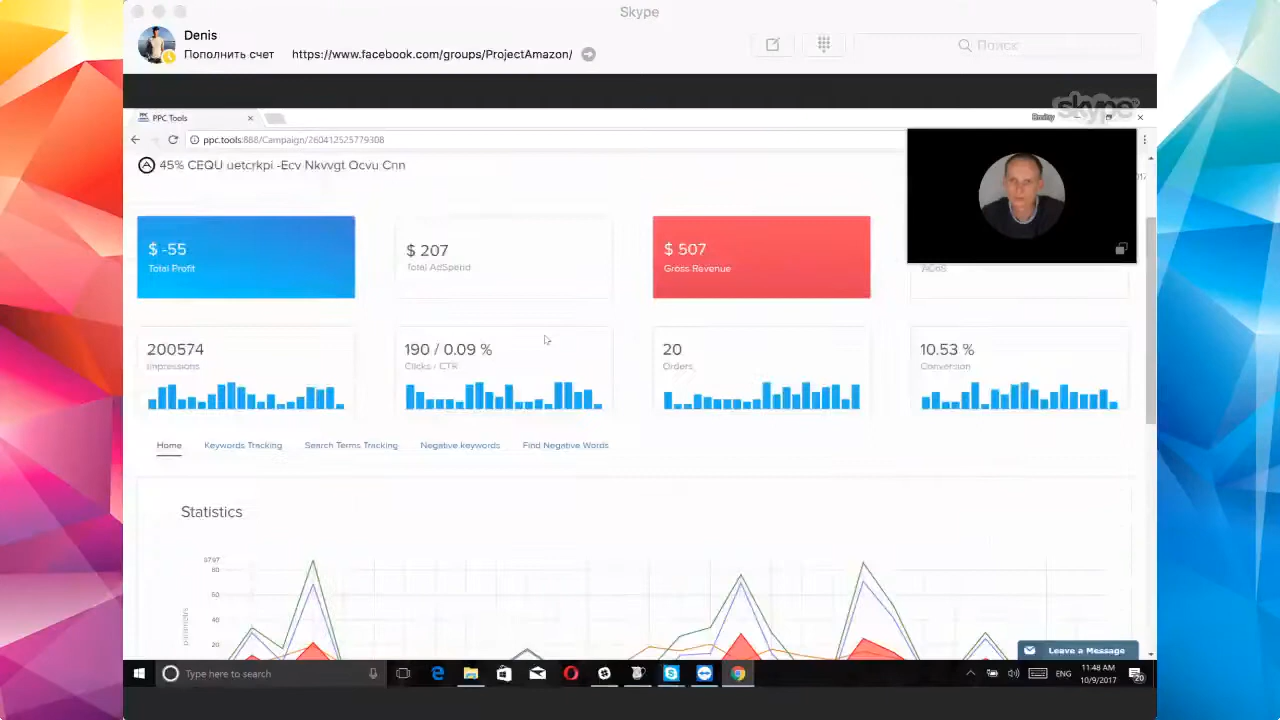 Skype
Denis
Пополнить счет https://www.facebook.com/groups/ProjectAmazon/
Поиск
skype
PPC Tools
Dmitry
ppc.tools:888/Campaign/260412525779308
45% CEQU uetcrkpi -Ecv Nkvvgt Ocvu Cnn
$ -55
Total Profit
$ 207
Total AdSpend
$ 507
Gross Revenue
ACoS
200574
Impressions
190 / 0.09 %
Clicks / CTR
20
Orders
10.53 %
Conversion
Home Keywords Tracking Search Terms Tracking Negative keywords Find Negative Words
Statistics
80
60
40
20
parametrs
Leave a Message
Type here to search
ENG
11:48 AM
10/9/2017
20